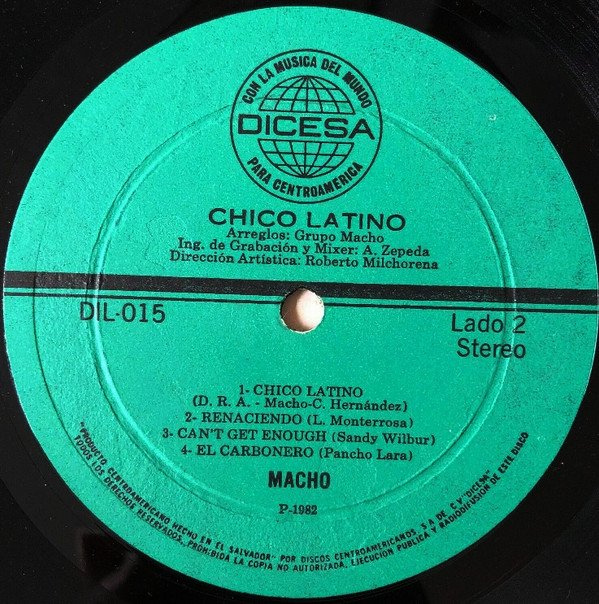 CON LA MUSICA DEL MUNDO
DICESA
PARA CENTROAMERICA
CHICO LATINO
Arreglos: Grupo Macho
Ing. de Grabación y Mixer: A. Zepeda
Dirección Artística: Roberto Milchorena
DIL-015
Lado 2
Stereo
1- CHICO LATINO
(D. R. A. - Macho-C. Hernández)
2- RENACIENDO (L. Monterrosa)
3- CAN'T GET ENOUGH (Sandy Wilbur)
4- EL CARBONERO (Pancho Lara)
MACHO
P-1982
"PRODUCTO CENTROAMERICANO HECHO EN EL SALVADOR" POR DISCOS CENTROAMERICANOS, S A DE C.V "DICESA"
TODOS LOS DERECHOS RESERVADOS., PROHIBIDA LA COPIA NO AUTORIZADA, EJECUCION PUBLICA Y RADIODIFUSION DE ESTE DISCO